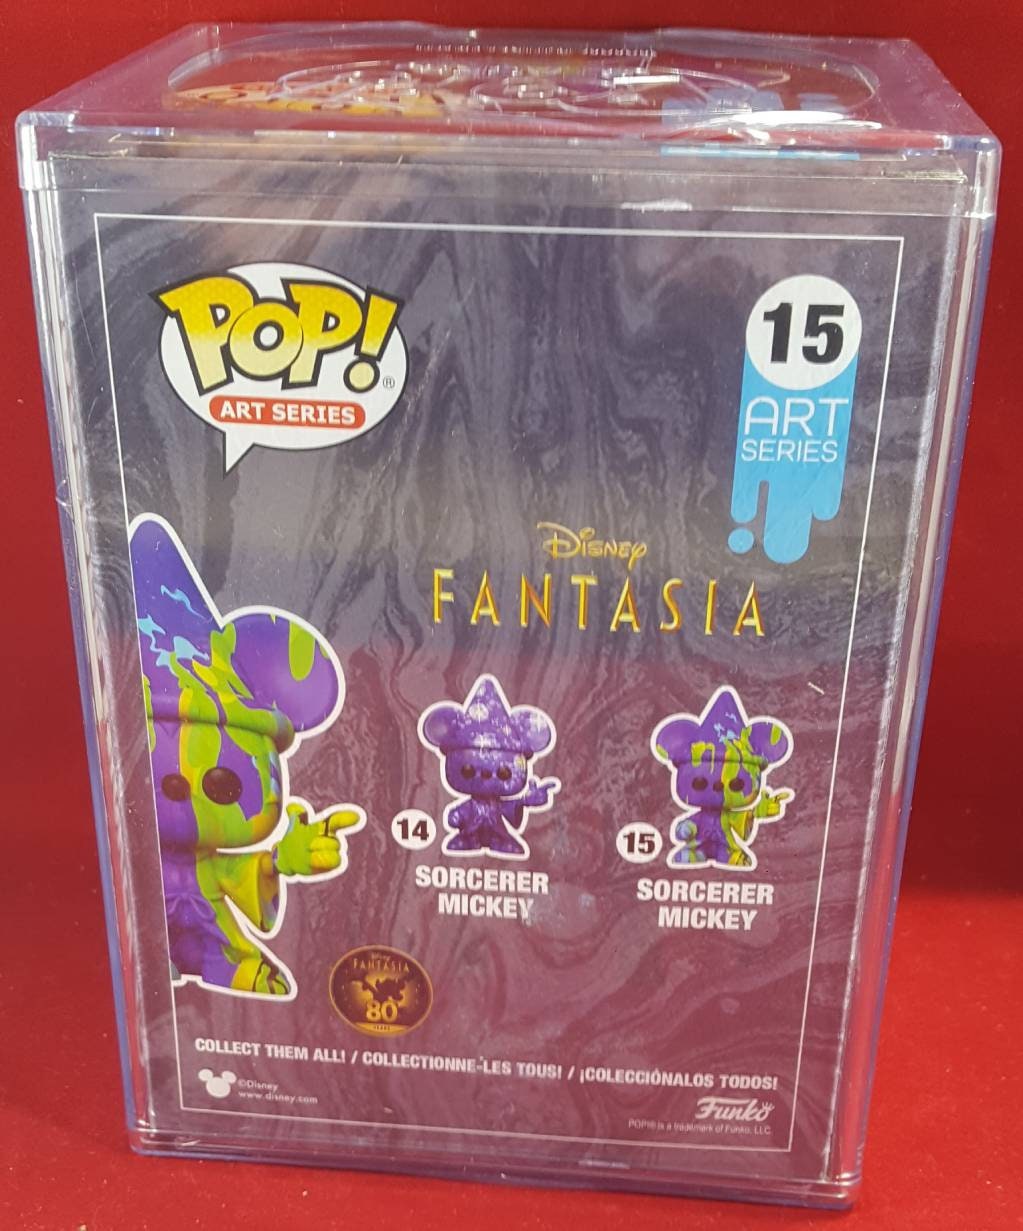 POP!®
ART SERIES
15
ART
SERIES
Disney
FANTASIA
14
SORCERER
MICKEY
15
SORCERER
MICKEY
FANTASIA
80
YEARS
COLLECT THEM ALL! / COLLECTIONNE-LES TOUS! / ¡COLECCIÓNALOS TODOS!
©Disney
www.disney.com
Funko
POP!® is a trademark of Funko, LLC.